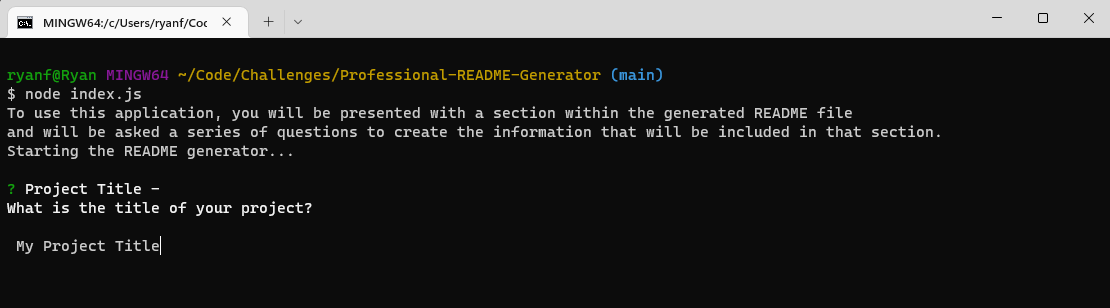 MINGW64:/c/Users/ryanf/Coc
ryanf@Ryan MINGW64 ~/Code/Challenges/Professional-README-Generator (main)
$ node index.js
To use this application, you will be presented with a section within the generated README file
and will be asked a series of questions to create the information that will be included in that section.
Starting the README generator...
? Project Title -
What is the title of your project?
My Project Title